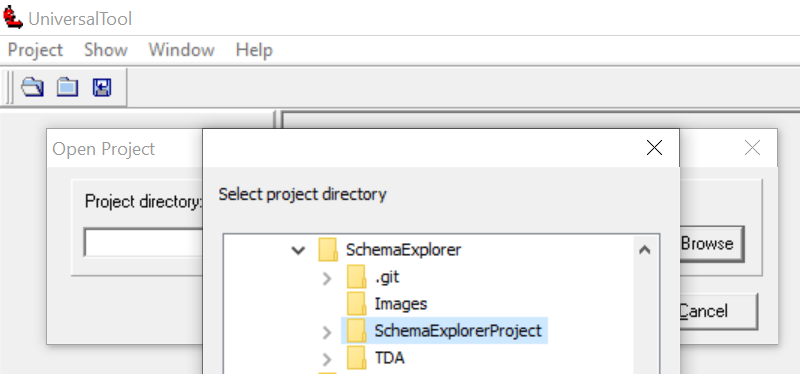 UniversalTool
Project Show Window Help
Open Project
Select project directory
Project directory:
SchemaExplorer
Browse
.git
Images
Cancel
SchemaExplorerProject
TDA